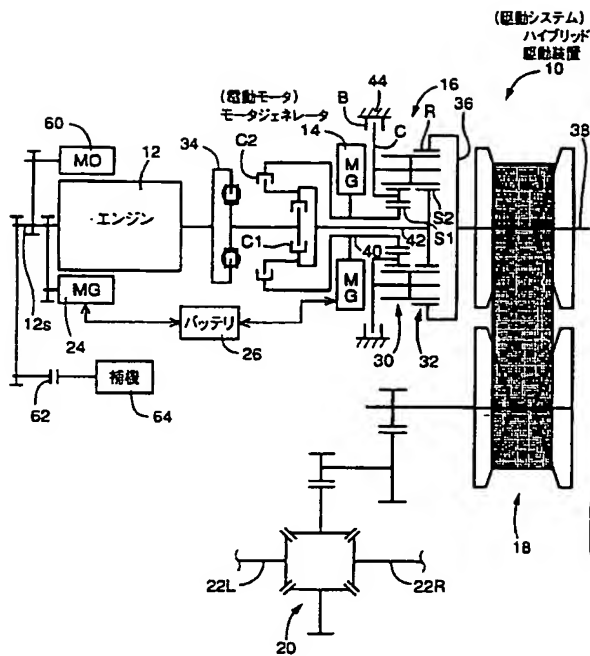 (駆動システム)
ハイブリッド
駆動装置
10
(電動モータ)
モータジェネレータ
44
16
R
36
B
C
14
60
MO
12
34
C2
MG
38
エンジン
S2
S1
C1
42
40
MG
24
12s
バッテリ
26
MG
30
32
62
補機
64
22L
22R
20
18